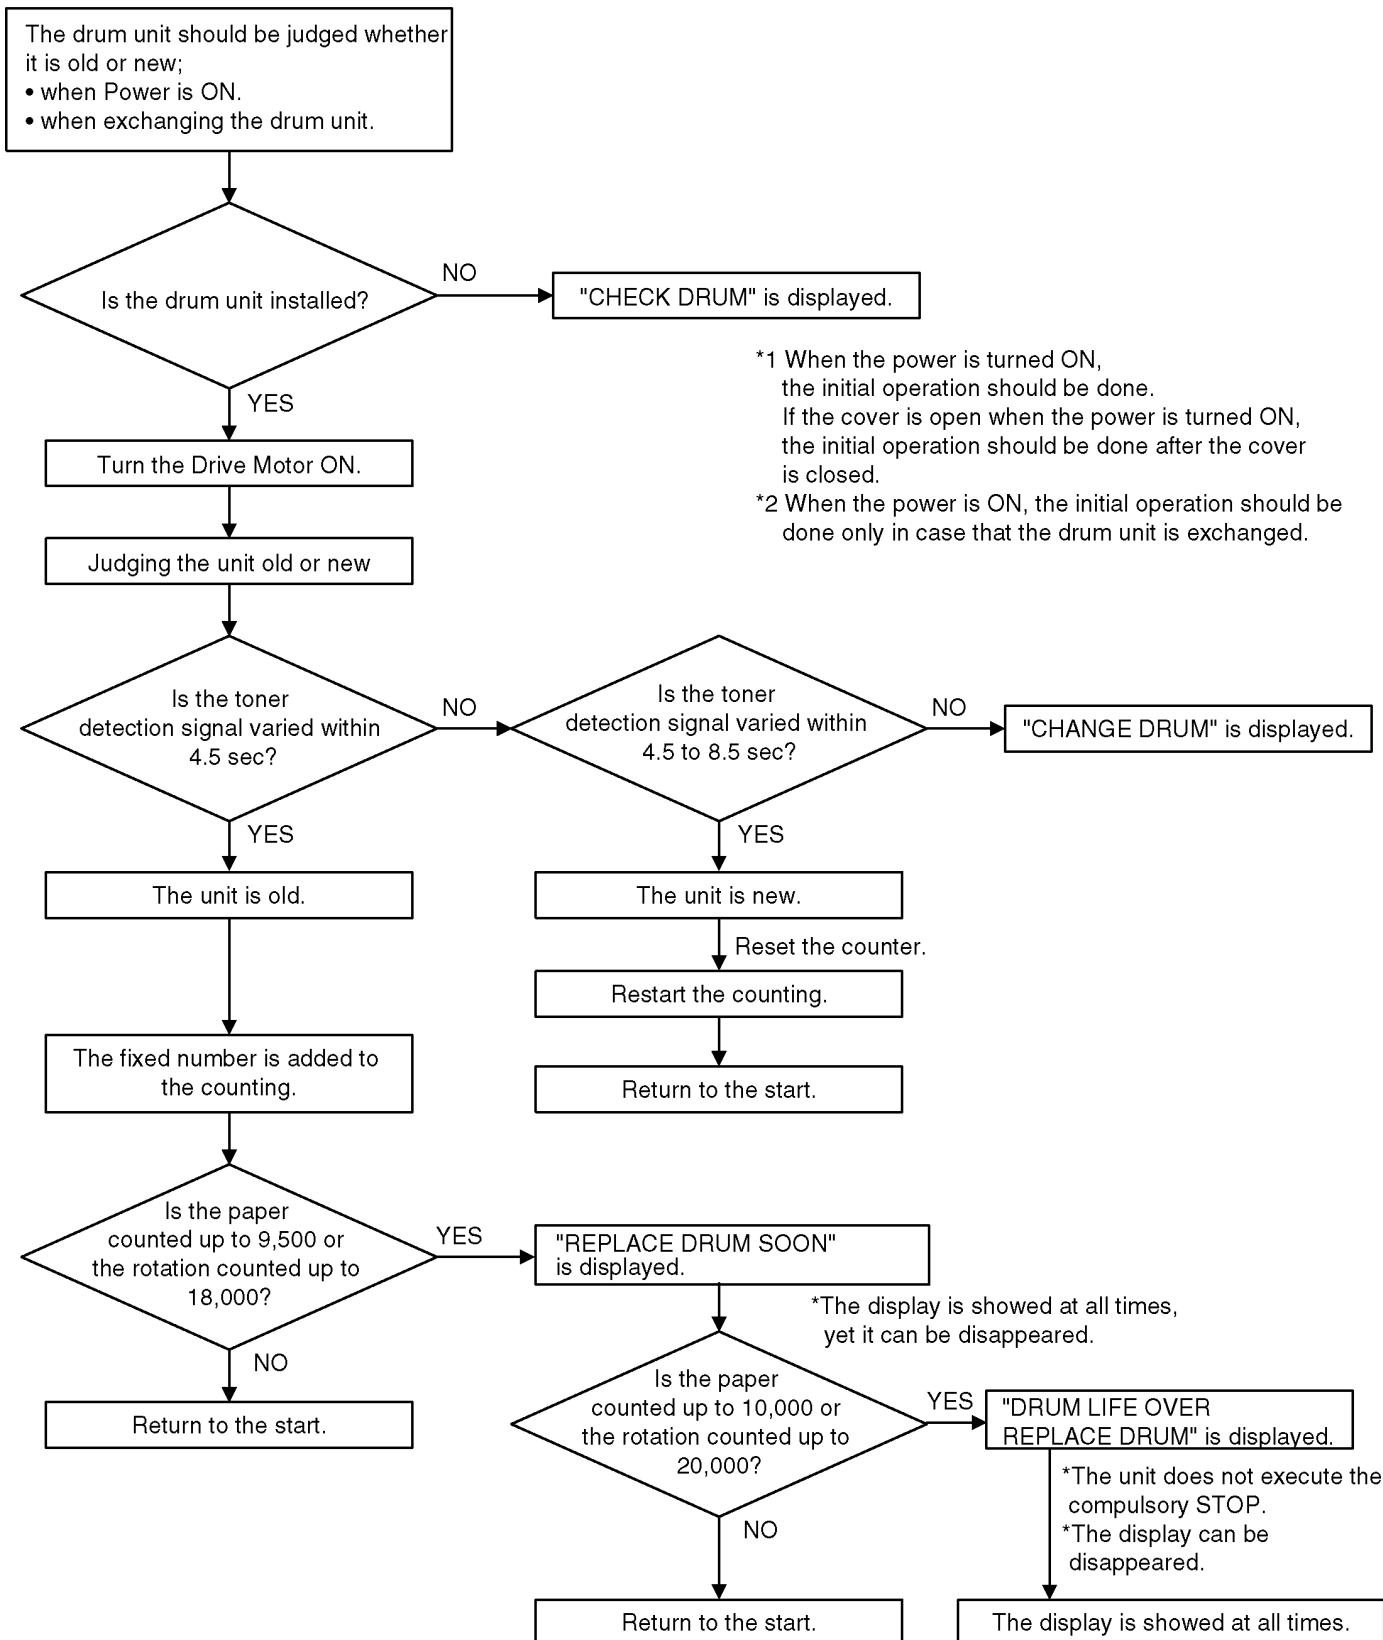 The drum unit should be judged whether
it is old or new;
• when Power is ON.
• when exchanging the drum unit.
Is the drum unit installed?
NO
"CHECK DRUM" is displayed.
YES
*1 When the power is turned ON,
the initial operation should be done.
If the cover is open when the power is turned ON,
the initial operation should be done after the cover
is closed.
*2 When the power is ON, the initial operation should be
done only in case that the drum unit is exchanged.
Turn the Drive Motor ON.
Judging the unit old or new
Is the toner
detection signal varied within
4.5 sec?
NO
Is the toner
detection signal varied within
4.5 to 8.5 sec?
NO
"CHANGE DRUM" is displayed.
YES
YES
The unit is old.
The unit is new.
Reset the counter.
Restart the counting.
The fixed number is added to
the counting.
Return to the start.
Is the paper
counted up to 9,500 or
the rotation counted up to
18,000?
YES
"REPLACE DRUM SOON"
is displayed.
*The display is showed at all times,
yet it can be disappeared.
NO
Return to the start.
Is the paper
counted up to 10,000 or
the rotation counted up to
20,000?
YES
"DRUM LIFE OVER
REPLACE DRUM" is displayed.
*The unit does not execute the
compulsory STOP.
*The display can be
disappeared.
NO
Return to the start.
The display is showed at all times.